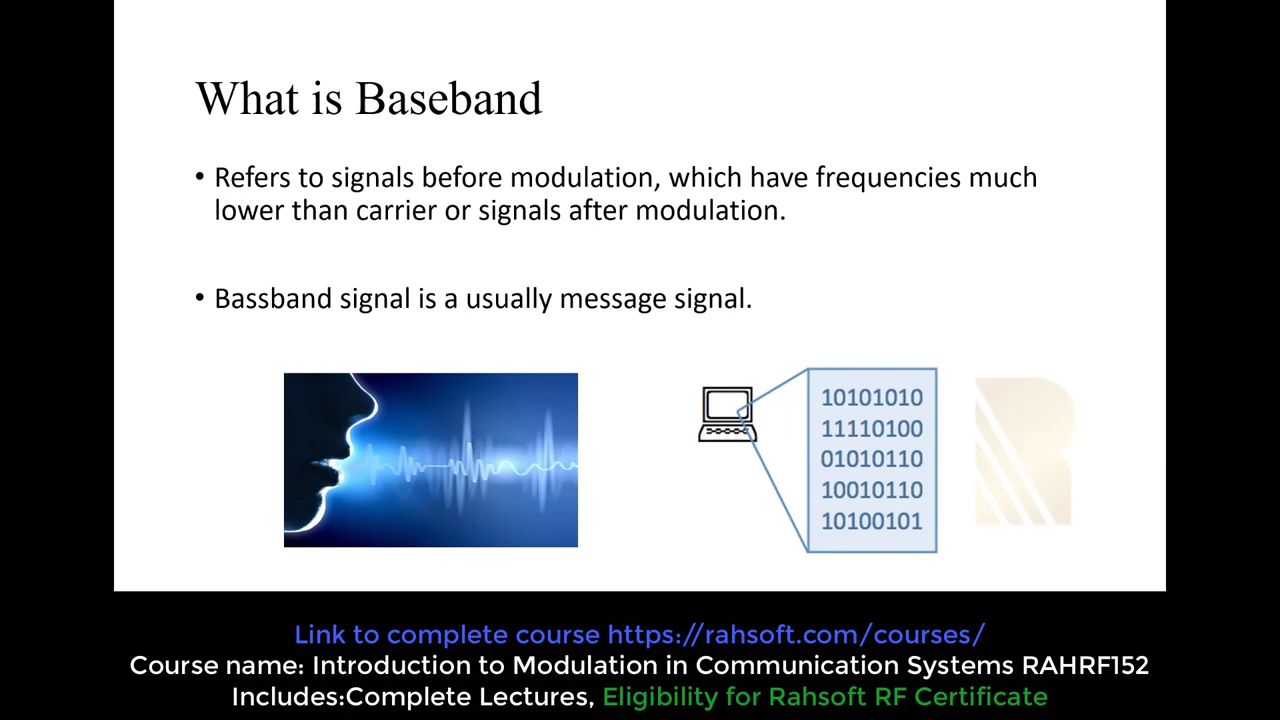 What is Baseband
• Refers to signals before modulation, which have frequencies much
lower than carrier or signals after modulation.
• Bassband signal is a usually message signal.
10101010
11110100
01010110
10010110
10100101
Link to complete course https://rahsoft.com/courses/
Course name: Introduction to Modulation in Communication Systems RAHRF152
Includes:Complete Lectures, Eligibility for Rahsoft RF Certificate